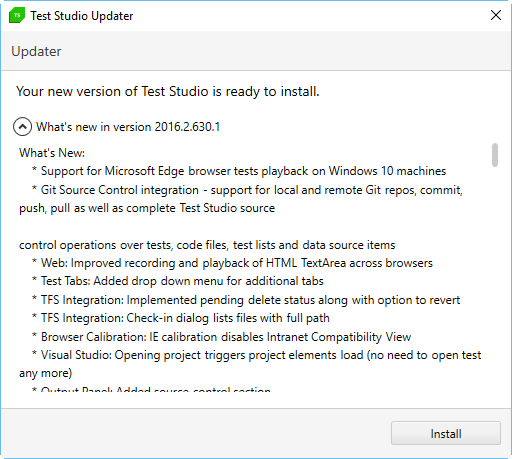 TS Test Studio Updater
Updater
Your new version of Test Studio is ready to install.
What's new in version 2016.2.630.1
What's New:
* Support for Microsoft Edge browser tests playback on Windows 10 machines
* Git Source Control integration - support for local and remote Git repos, commit,
push, pull as well as complete Test Studio source
control operations over tests, code files, test lists and data source items
* Web: Improved recording and playback of HTML TextArea across browsers
* Test Tabs: Added drop down menu for additional tabs
* TFS Integration: Implemented pending delete status along with option to revert
* TFS Integration: Check-in dialog lists files with full path
* Browser Calibration: IE calibration disables Intranet Compatibility View
* Visual Studio: Opening project triggers project elements load (no need to open test
any more)
* Output Panel: Added source control section
Install